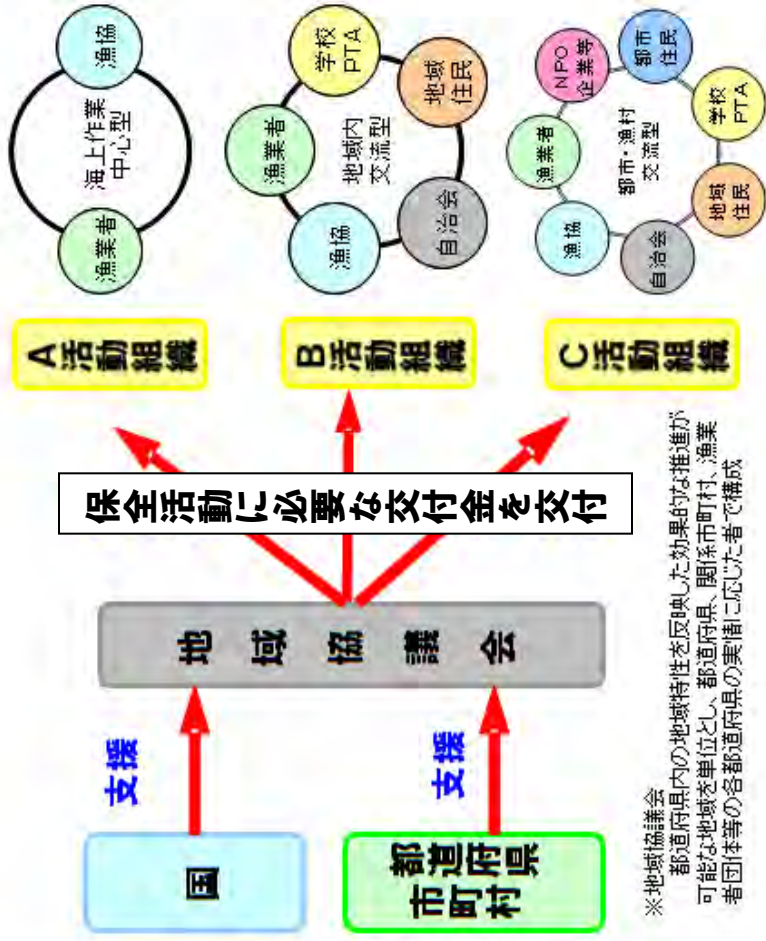 国
都道府県
市町村
支援
支援
地域協議会
保全活動に必要な交付金を交付
A活動組織
B活動組織
C活動組織
漁業者
漁協
海上作業
中心型
漁協
漁業者
学校
PTA
地域
住民
自治会
地域内
交流型
漁協
漁業者
NPO
企業等
都市
住民
学校
PTA
地域
住民
自治会
都市・漁村
交流型
※地域協議会
都道府県内の地域特性を反映した効果的な推進が
可能な地域を単位とし、都道府県、関係市町村、漁業
者団体等の各都道府県の実情に応じた者で構成